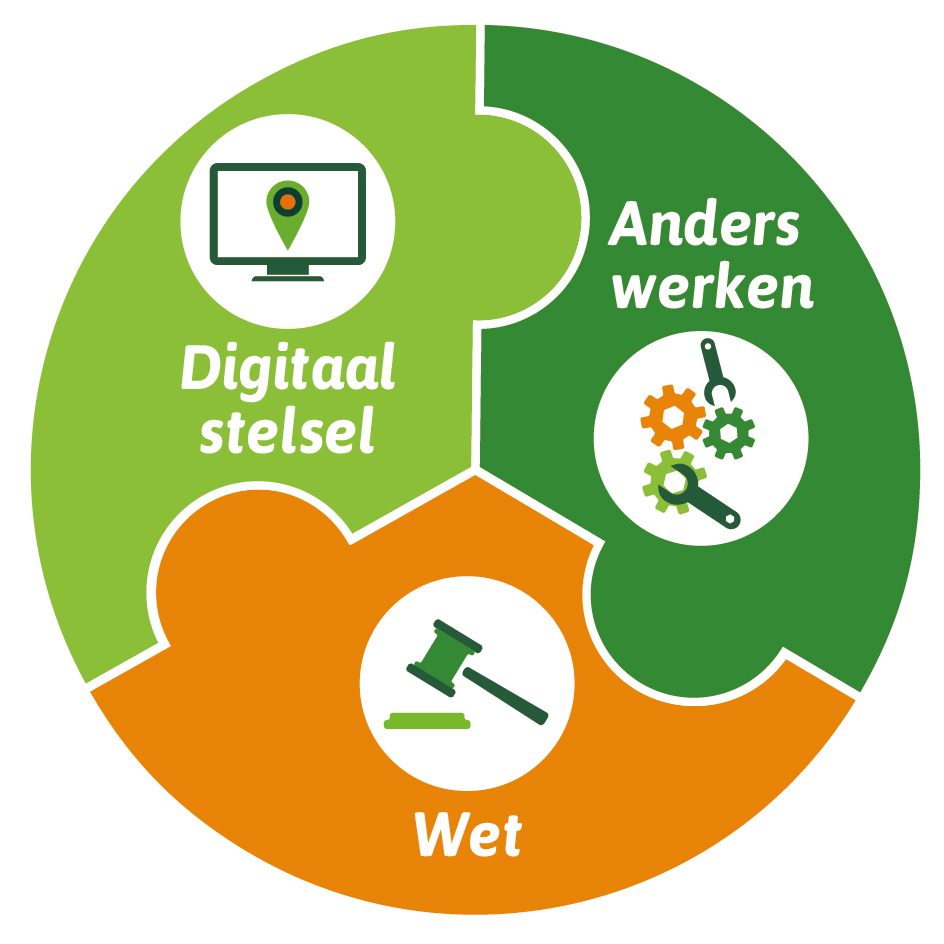 Digitaal
stelsel
Anders
werken
Wet